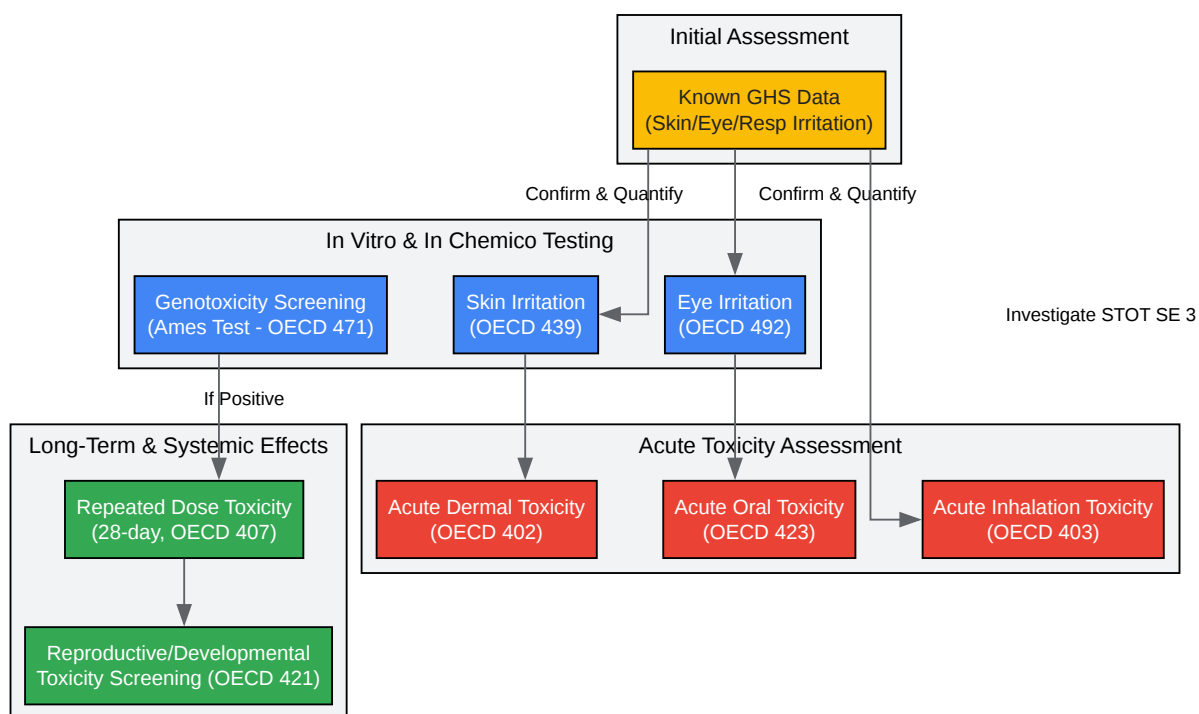 Initial Assessment
Known GHS Data
(Skin/Eye/Resp Irritation)
Confirm & Quantify
Confirm & Quantify
In Vitro & In Chemico Testing
Genotoxicity Screening
(Ames Test - OECD 471)
Skin Irritation
(OECD 439)
Eye Irritation
(OECD 492)
Investigate STOT SE 3
If Positive
Long-Term & Systemic Effects
Repeated Dose Toxicity
(28-day, OECD 407)
Reproductive/Developmental
Toxicity Screening (OECD 421)
Acute Toxicity Assessment
Acute Dermal Toxicity
(OECD 402)
Acute Oral Toxicity
(OECD 423)
Acute Inhalation Toxicity
(OECD 403)